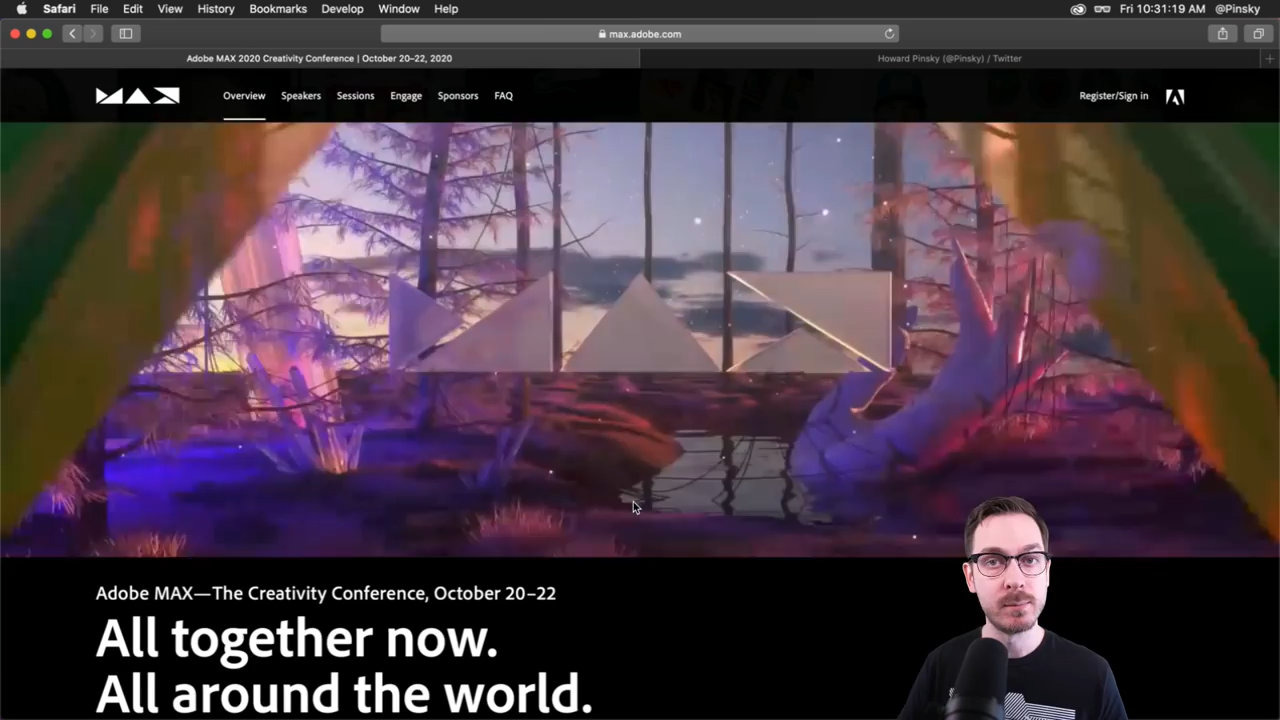 Safari File Edit View History Bookmarks Develop Window Help Fri 10:31:19 AM @Pinsky
max.adobe.com
Adobe MAX 2020 Creativity Conference | October 20–22, 2020 Howard Pinsky (@Pinsky) / Twitter
MAX Overview Speakers Sessions Engage Sponsors FAQ Register/Sign in
Adobe MAX—The Creativity Conference, October 20–22
All together now.
All around the world.